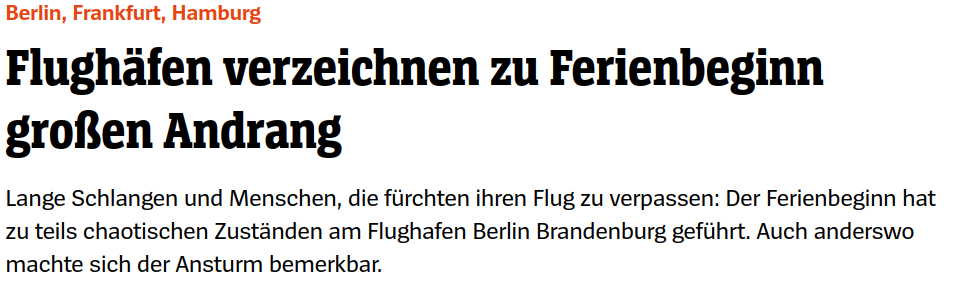 Berlin, Frankfurt, Hamburg
Flughäfen verzeichnen zu Ferienbeginn
großen Andrang
Lange Schlangen und Menschen, die fürchten ihren Flug zu verpassen: Der Ferienbeginn hat
zu teils chaotischen Zuständen am Flughafen Berlin Brandenburg geführt. Auch anderswo
machte sich der Ansturm bemerkbar.